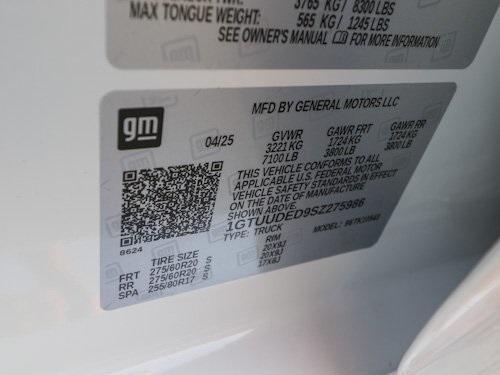 3765 KG / 8300 LBS
MAX TONGUE WEIGHT: 565 KG / 1245 LBS
SEE OWNER'S MANUAL FOR MORE INFORMATION
gm
MFD BY GENERAL MOTORS LLC
04/25 GVWR GAWR FRT GAWR RR
3221 KG 1724 KG 1724 KG
7100 LB 3800 LB 3800 LB
THIS VEHICLE CONFORMS TO ALL
APPLICABLE U.S. FEDERAL MOTOR
VEHICLE SAFETY STANDARDS IN EFFECT
ON THE DATE OF MANUFACTURE
SHOWN ABOVE.
1GTUUDED9SZ275986
TYPE: TRUCK MODEL:
8624
TIRE SIZE RIM
FRT 275/60R20 S 20X9J
RR 275/60R20 S 20X9J
SPA 255/80R17 S 17X8J